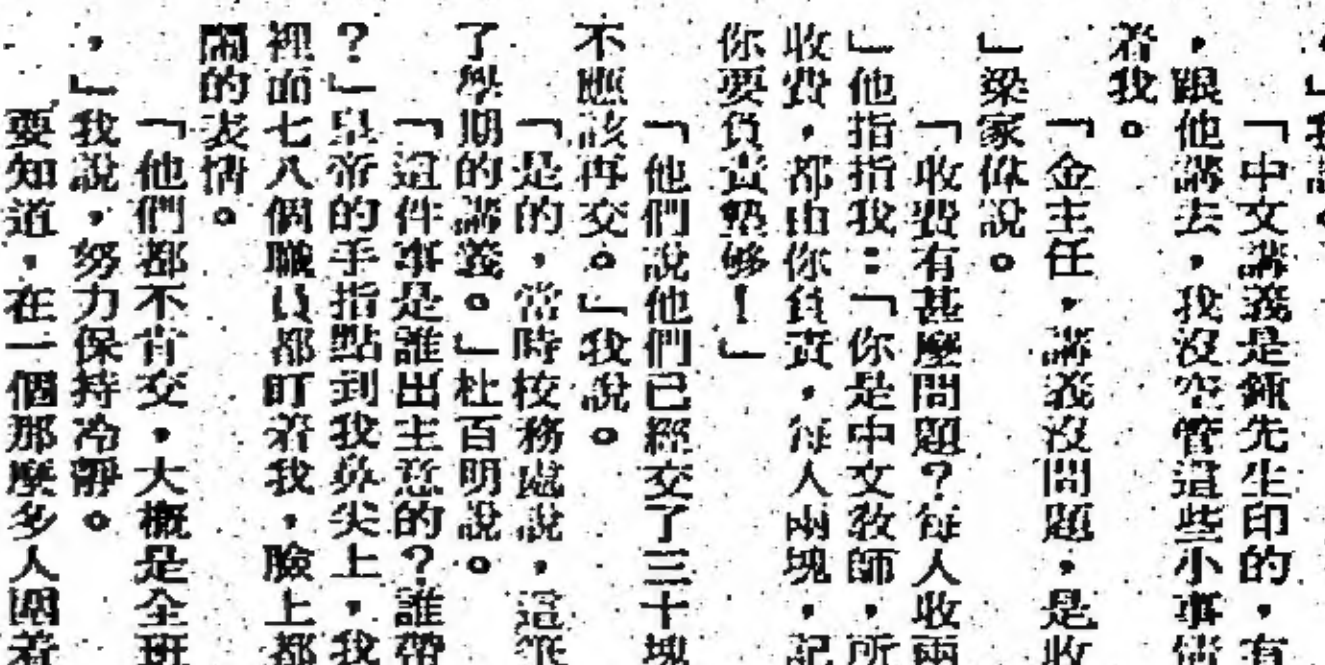 「中文講義是鍾先生印的，有
，跟他講去，我沒空管這些小事情
着我。
「金主任，講義沒問題，是收
」梁家偉說。
「收費有甚麼問題？每人收兩
」他指指我：「你是中文教師，所
收費，都由你負責，每人兩塊，記
你要負責墊够！」
「他們說他們已經交了三十塊
不應該再交。」我說。
「是的，當時校務處說，這筆
了學期的講義。」杜百明說。
「這件事是誰出主意的？誰帶
？」皇帝的手指點到我鼻尖上，我
裡面七八個職員都盯着我，臉上都
鬧的表情。
「他們都不肯交，大概是全班
，」我說，努力保持冷靜。
要知道，在一個那麼多人圍着